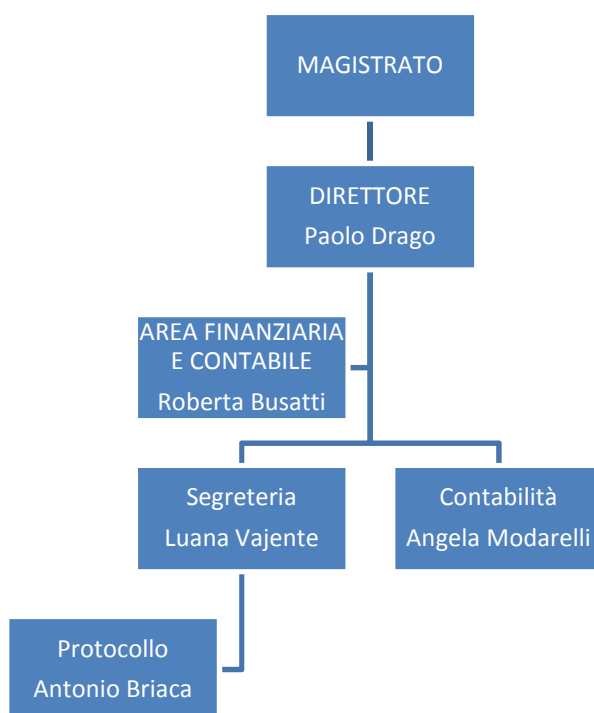 MAGISTRATO
DIRETTORE
Paolo Drago
AREA FINANZIARIA
E CONTABILE
Roberta Busatti
Segreteria
Luana Vajente
Contabilità
Angela Modarelli
Protocollo
Antonio Briaca